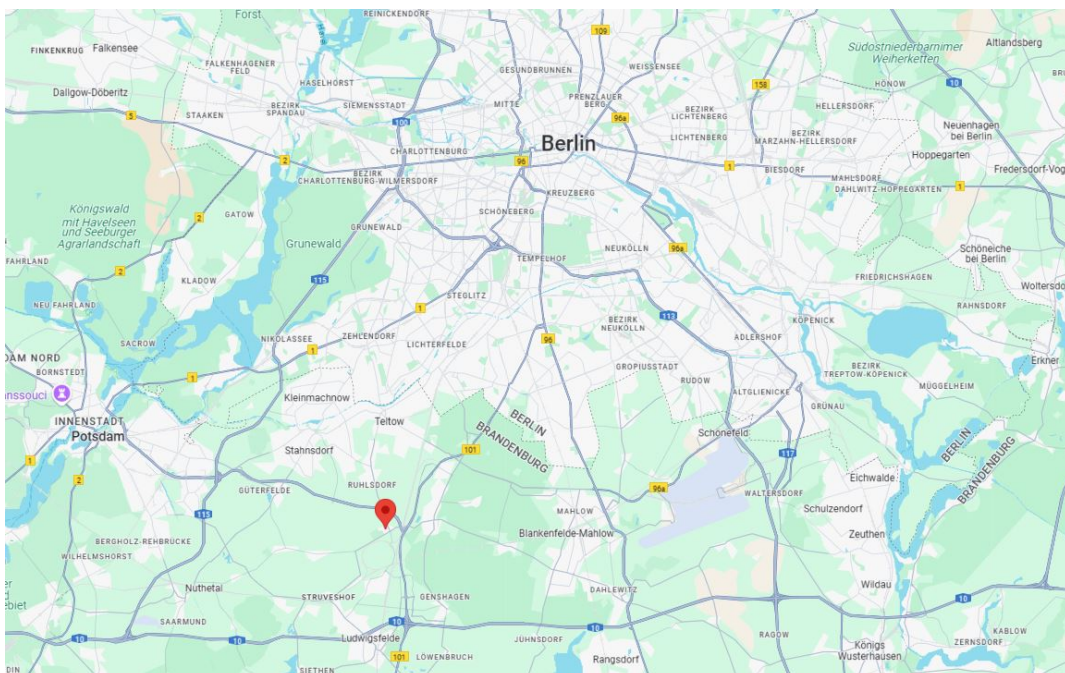 Forst
REINICKENDORF
109
Altlandsberg
FINKENKRUG
Falkensee
FALKENHAGENER
FELD
HASELHORST
GESUNDBRUNNEN
WEISSENSEE
Südostniederbarnimer
Weiherketten
HÖNOW
10
158
Dallgow-Döberitz
5
STAAKEN
BEZIRK
SPANDAU
SIEMENSSTADT
100
MITTE
PRENZLAUER
BERG
96a
BEZIRK
LICHTENBERG
LICHTENBERG
HELLERSDORF
BEZIRK
MARZAHN-HELLERSDORF
Neuenhagen
bei Berlin
Berlin
CHARLOTTENBURG
96
Hoppegarten
2
BEZIRK
CHARLOTTENBURG-WILMERSDORF
1
BIESDORF
MAHLSDORF
Fredersdorf-Vog
DAHLWITZ-HOPPEGARTEN
1
KREUZBERG
Königswald
mit Havelseen
und Seeburger
Agrarlandschaft
2
GATOW
GRUNEWALD
SCHÖNEBERG
Grunewald
NEUKÖLLN
96a
Schöneiche
bei Berlin
FAHRLAND
2
KLADOW
115
TEMPELHOF
FRIEDRICHSHAGEN
Woltersdo
NEU FAHRLAND
STEGLITZ
1
113
RAHNSDORF
KÖPENICK
SACROW
NIKOLASSEE
1
ZEHLENDORF
LICHTERFELDE
96
BEZIRK
NEUKÖLLN
ADLERSHOF
Erkner
DAM NORD
BORNSTEDT
1
GROPIUSSTADT
RUDOW
BEZIRK
TREPTOW-KÖPENICK
MÜGGELHEIM
anssouci
Kleinmachnow
ALTGLIENICKE
GRÜNAU
INNENSTADT
Potsdam
Teltow
BERLIN
BRANDENBURG
Schönefeld
BERLIN
BRANDENBURG
Stahnsdorf
101
117
1
2
GÜTERFELDE
RUHLSDORF
96a
WALTERSDORF
Eichwalde
115
MAHLOW
Schulzendorf
BERGHOLZ-REHBRÜCKE
Blankenfelde-Mahlow
Zeuthen
WILHELMSHORST
Nuthetal
STRUVESHOF
GENSHAGEN
DAHLEWITZ
Wildau
SAARMUND
10
10
10
10
Ludwigsfelde
JÜHNSDORF
RAGOW
KABLOW
ZERNSDORF
2
101
LÖWENBRUCH
Königs
Wusterhausen
SIETHEN
Rangsdorf